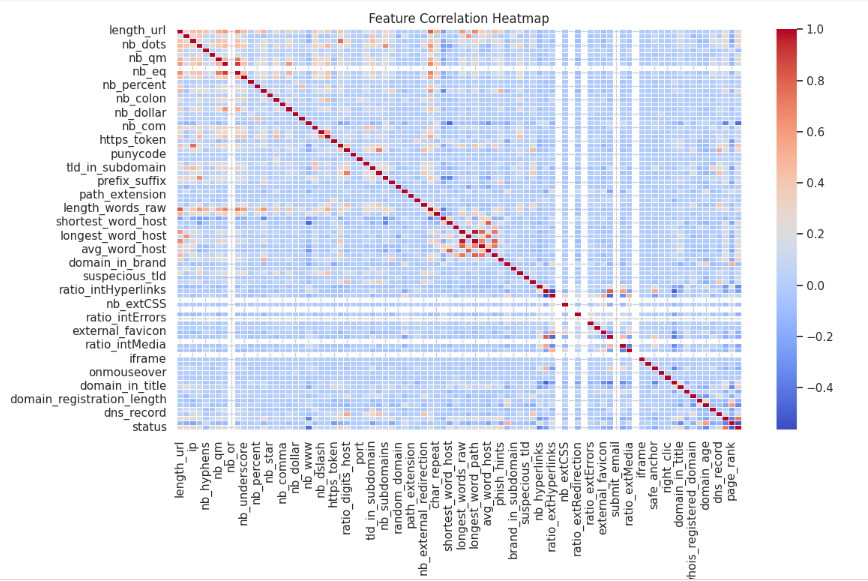 Feature Correlation Heatmap
length_url
nb_dots
nb_qm
nb_eq
nb_percent
nb_colon
nb_dollar
nb_com
https_token
punycode
tld_in_subdomain
prefix_suffix
path_extension
length_words_raw
shortest_word_host
longest_word_host
avg_word_host
domain_in_brand
suspicious_tld
ratio_intHyperlinks
nb_extCSS
ratio_intErrors
external_favicon
ratio_intMedia
iframe
onmouseover
domain_in_title
domain_registration_length
dns_record
status
1.0
0.8
0.6
0.4
0.2
0.0
−0.2
−0.4
length_url
ip
nb_hyphens
nb_qm
nb_or
nb_underscore
nb_percent
nb_star
nb_comma
nb_dollar
nb_www
nb_dslash
https_token
ratio_digits_host
port
tld_in_subdomain
nb_subdomains
random_domain
path_extension
nb_external_redirection
char_repeat
shortest_word_host
longest_words_raw
longest_word_path
avg_word_host
phish_hints
brand_in_subdomain
suspicious_tld
nb_hyperlinks
ratio_extHyperlinks
nb_extCSS
ratio_extRedirection
ratio_extErrors
external_favicon
submit_email
ratio_extMedia
iframe
safe_anchor
right_clic
domain_in_title
whois_registered_domain
domain_age
dns_record
page_rank